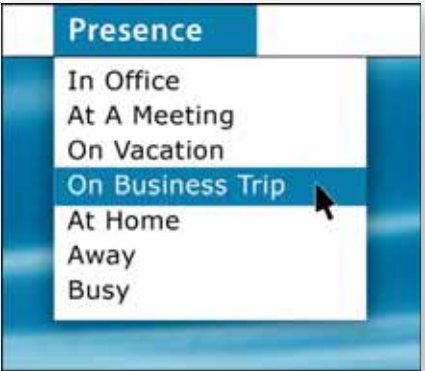 Presence
In Office
At A Meeting
On Vacation
On Business Trip
At Home
Away
Busy